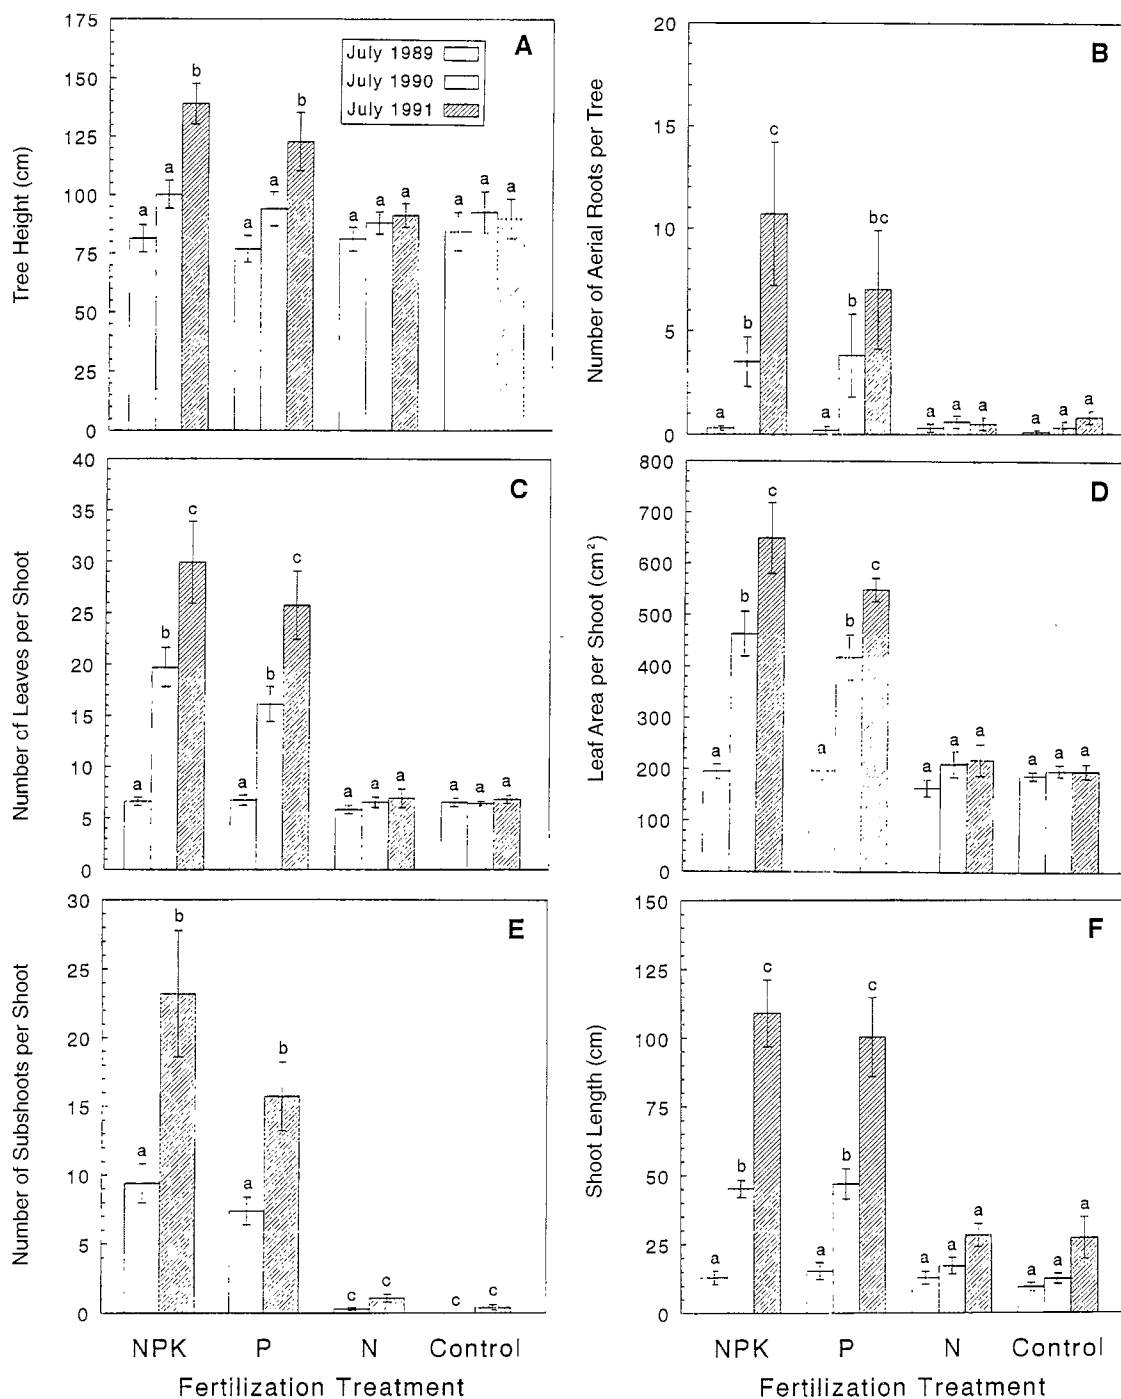 A
Tree Height (cm)
175
150
125
100
75
50
25
0
July 1989
July 1990
July 1991
a a b
a a b
a a a
a a a
B
Number of Aerial Roots per Tree
20
15
10
5
0
a b c
a b bc
a a a
a a a
C
Number of Leaves per Shoot
40
35
30
25
20
15
10
5
0
a b c
a b c
a a a
a a a
D
Leaf Area per Shoot (cm²)
800
700
600
500
400
300
200
100
0
a b c
a b c
a a a
a a a
E
Number of Subshoots per Shoot
30
25
20
15
10
5
0
a b
a b
c c
c c
NPK P N Control
Fertilization Treatment
F
Shoot Length (cm)
150
125
100
75
50
25
0
a b c
a b c
a a a
a a a
NPK P N Control
Fertilization Treatment